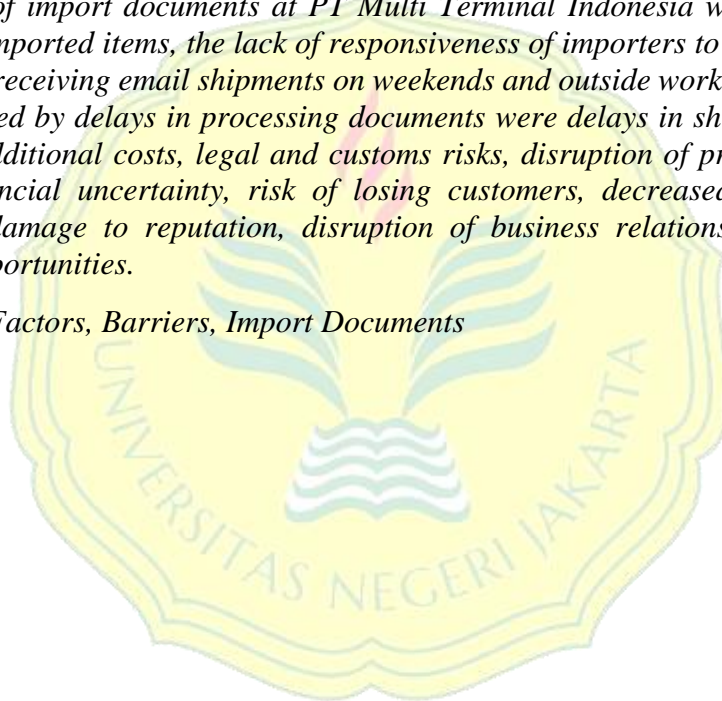 of import documents at PT Multi Terminal Indonesia w
mported items, the lack of responsiveness of importers to
receiving email shipments on weekends and outside work
ed by delays in processing documents were delays in sh
dditional costs, legal and customs risks, disruption of pr
ncial uncertainty, risk of losing customers, decreased
damage to reputation, disruption of business relations
portunities.
Factors, Barriers, Import Documents
UNIVERSITAS NEGERI JAKARTA